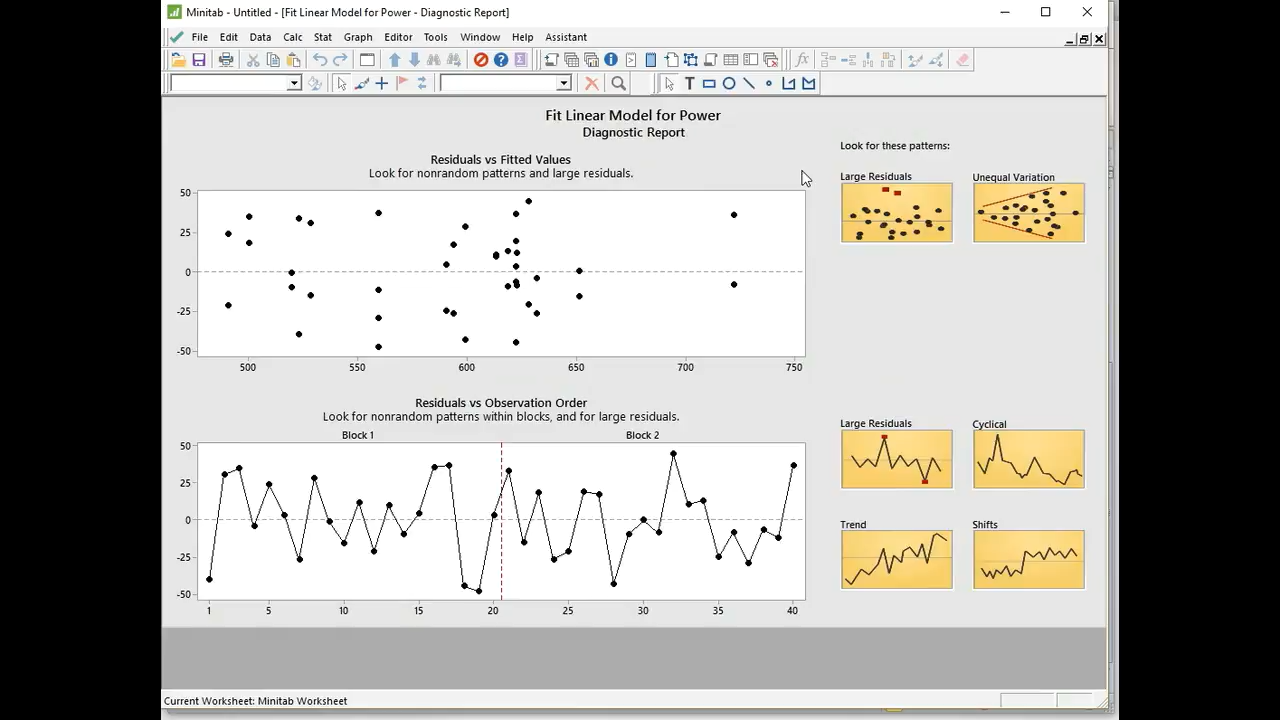 Minitab - Untitled - [Fit Linear Model for Power - Diagnostic Report]
File Edit Data Calc Stat Graph Editor Tools Window Help Assistant
Fit Linear Model for Power
Diagnostic Report
Residuals vs Fitted Values
Look for nonrandom patterns and large residuals.
50
25
0
-25
-50
500 550 600 650 700 750
Residuals vs Observation Order
Look for nonrandom patterns within blocks, and for large residuals.
Block 1 Block 2
50
25
0
-25
-50
1 5 10 15 20 25 30 35 40
Look for these patterns:
Large Residuals Unequal Variation
Large Residuals Cyclical
Trend Shifts
Current Worksheet: Minitab Worksheet